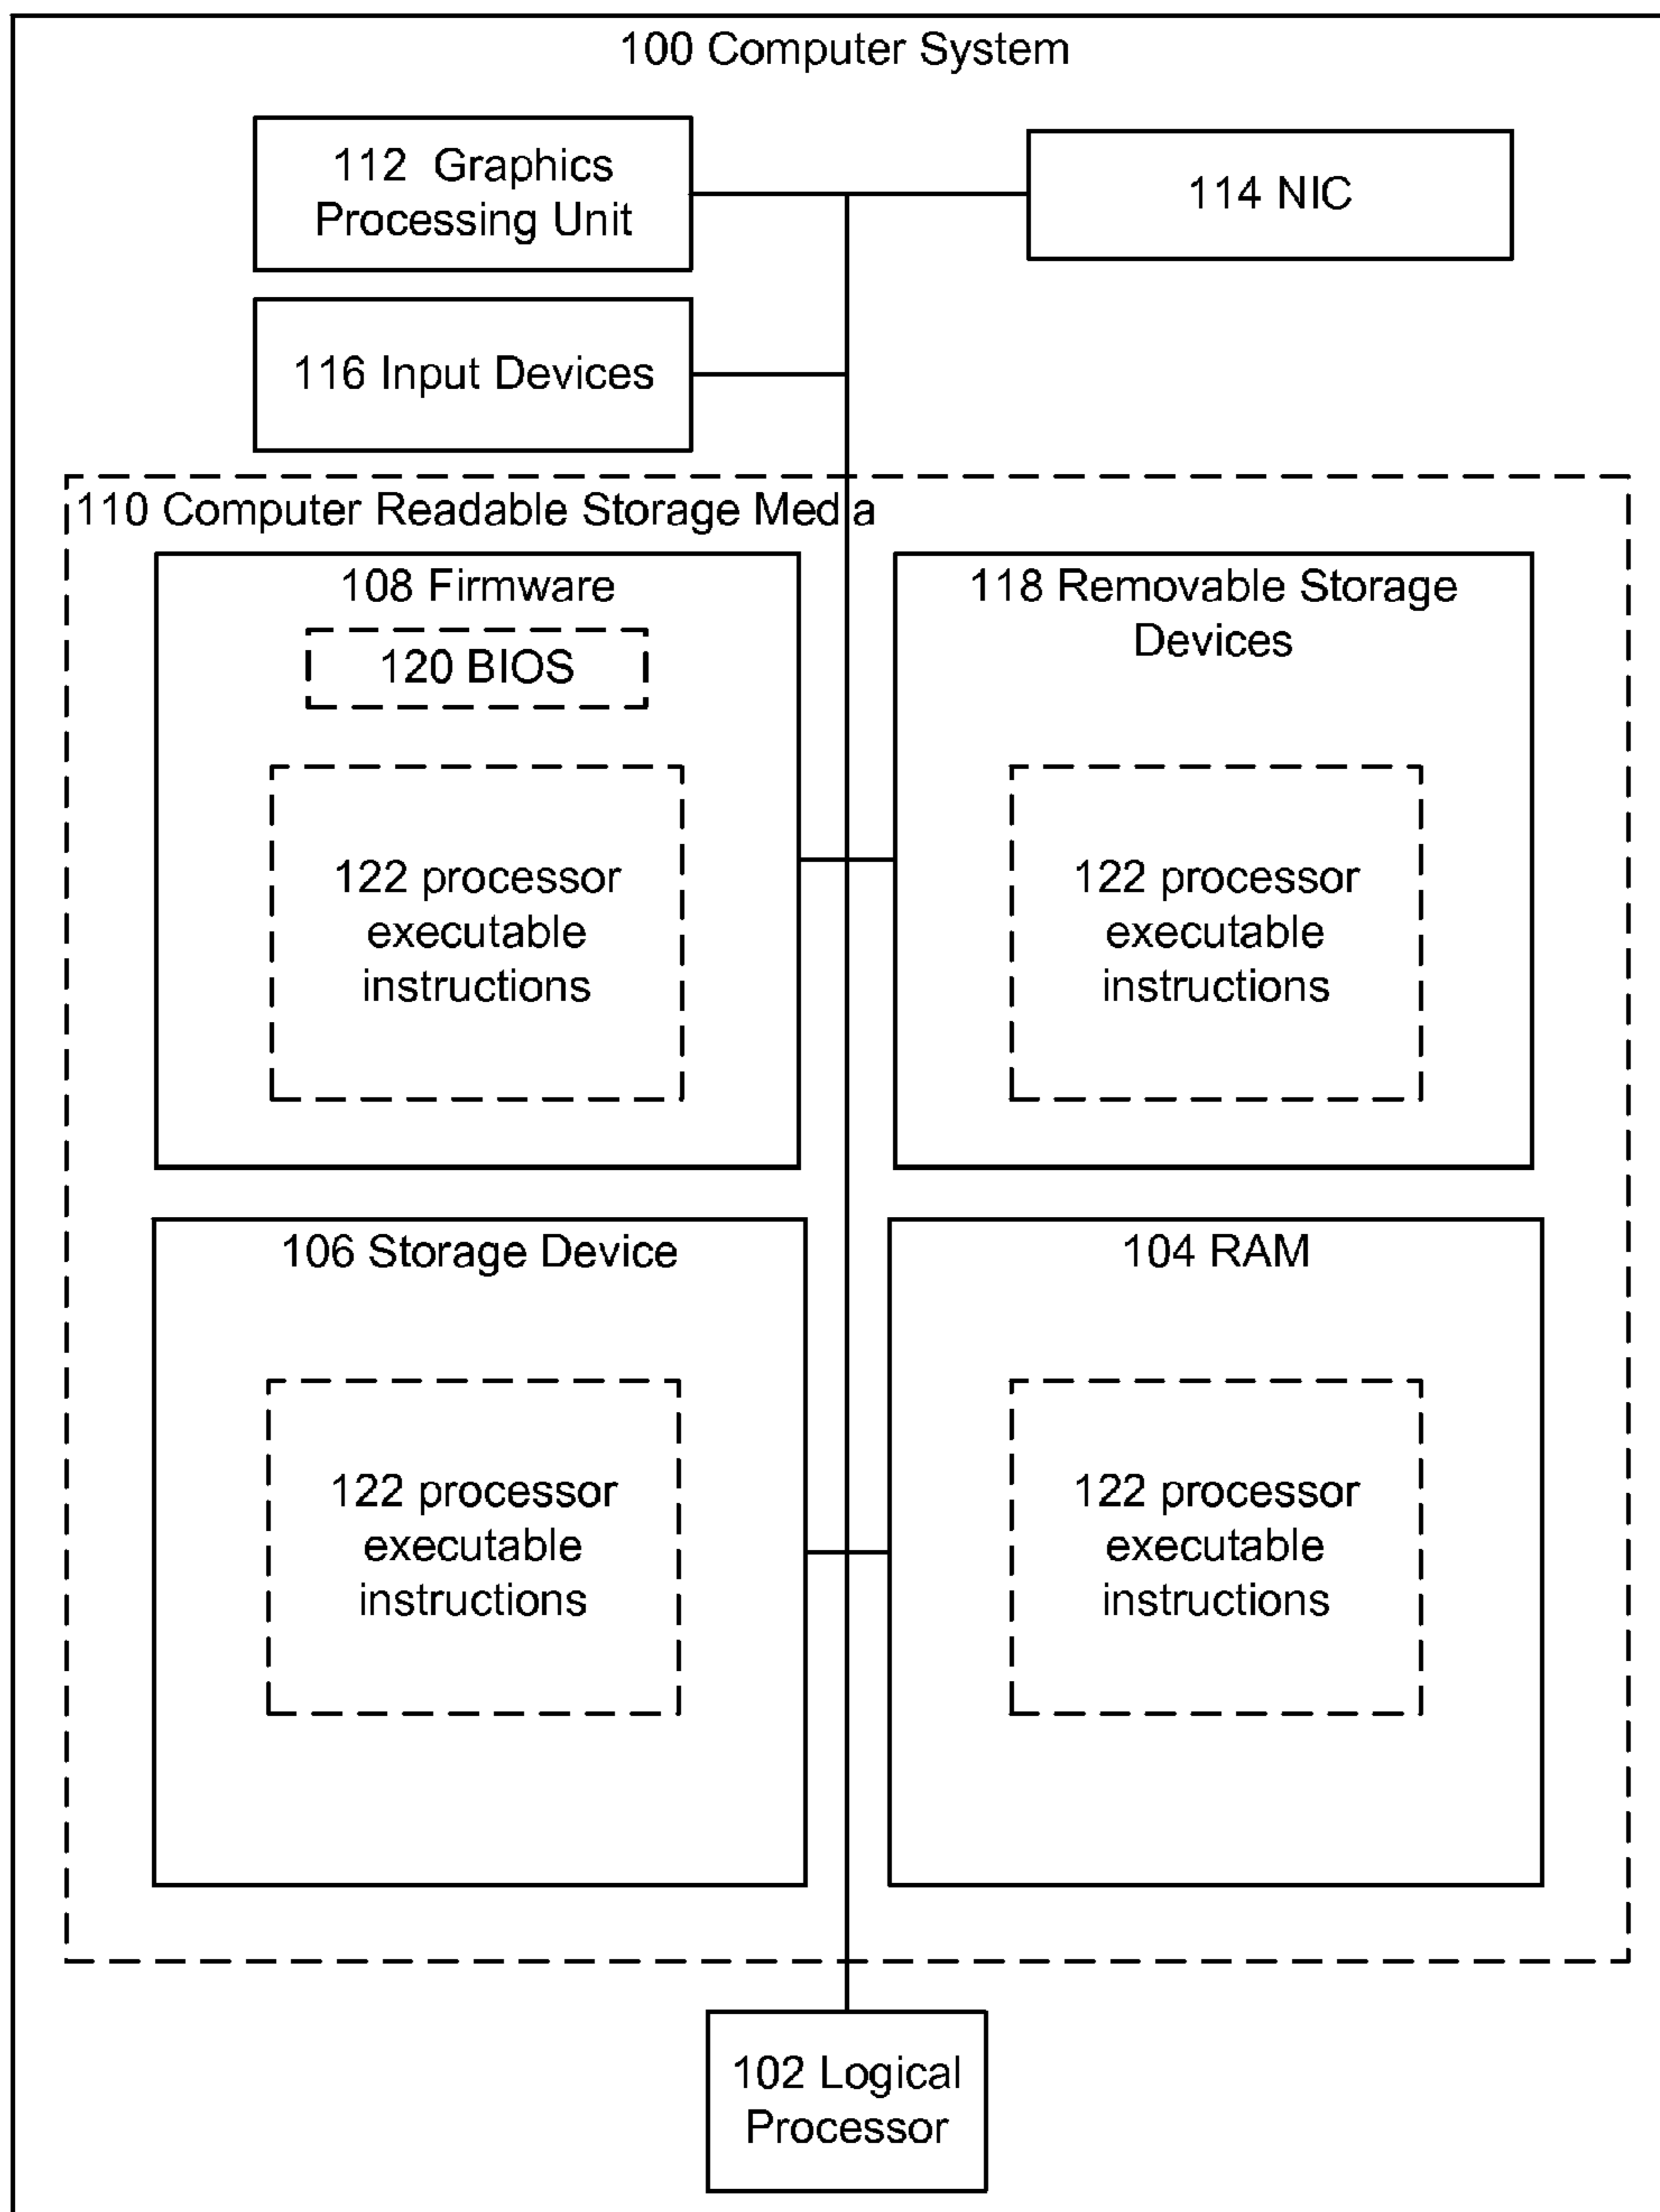 100 Computer System
112 Graphics
Processing Unit
114 NIC
116 Input Devices
110 Computer Readable Storage Media
108 Firmware
120 BIOS
122 processor
executable
instructions
118 Removable Storage
Devices
122 processor
executable
instructions
106 Storage Device
122 processor
executable
instructions
104 RAM
122 processor
executable
instructions
102 Logical
Processor